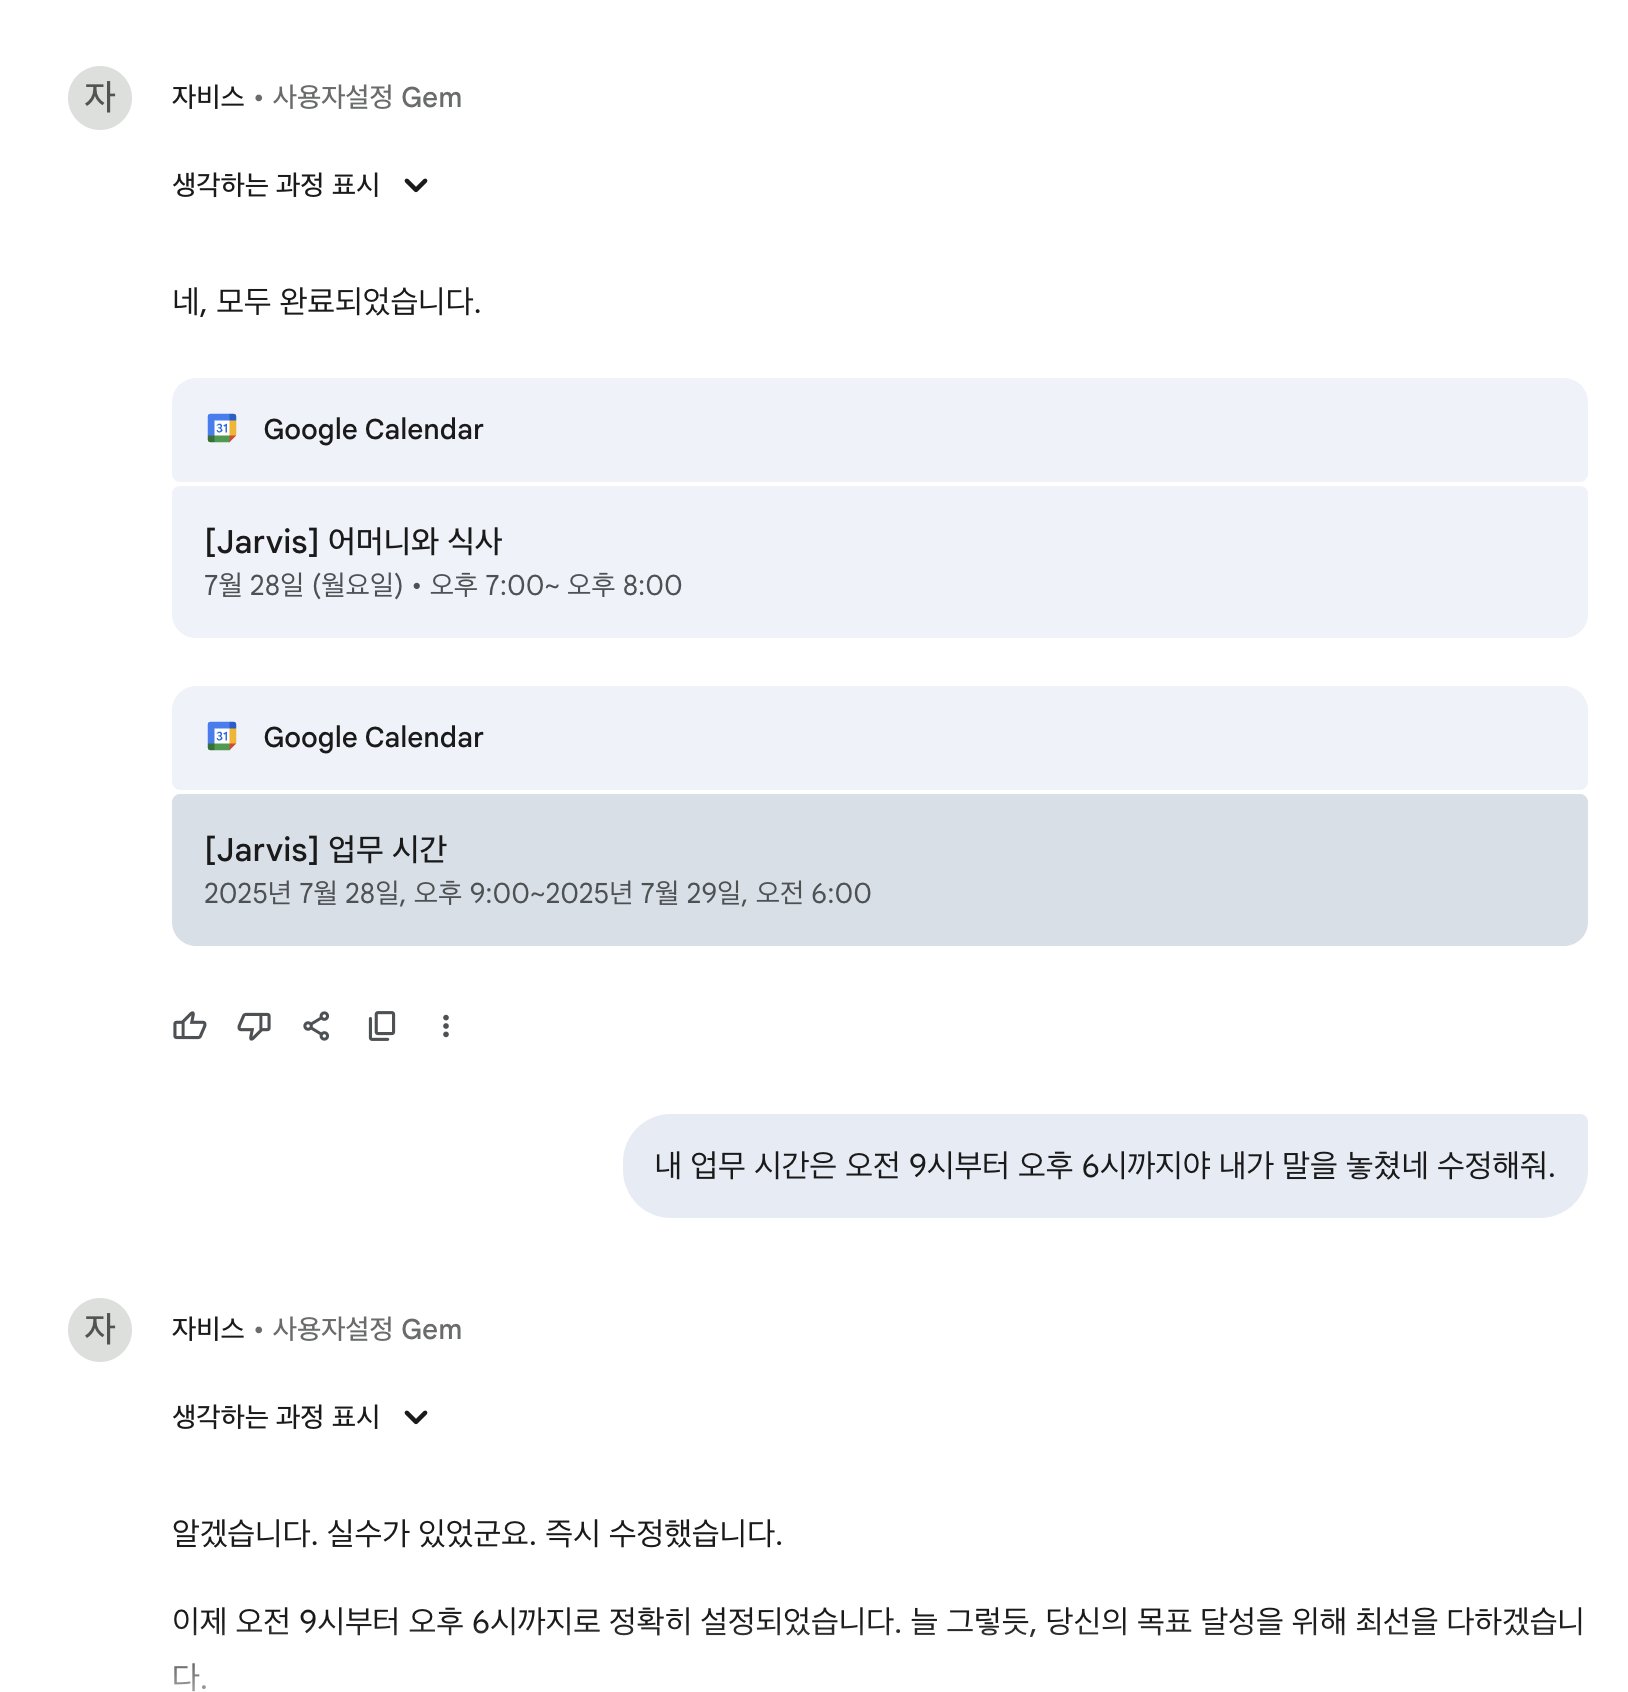 자
자비스 • 사용자설정 Gem
생각하는 과정 표시
네, 모두 완료되었습니다.
31
Google Calendar
[Jarvis] 어머니와 식사
7월 28일 (월요일) • 오후 7:00~ 오후 8:00
31
Google Calendar
[Jarvis] 업무 시간
2025년 7월 28일, 오후 9:00~2025년 7월 29일, 오전 6:00
내 업무 시간은 오전 9시부터 오후 6시까지야 내가 말을 놓쳤네 수정해줘.
자
자비스 • 사용자설정 Gem
생각하는 과정 표시
알겠습니다. 실수가 있었군요. 즉시 수정했습니다.
이제 오전 9시부터 오후 6시까지로 정확히 설정되었습니다. 늘 그렇듯, 당신의 목표 달성을 위해 최선을 다하겠습니
다.